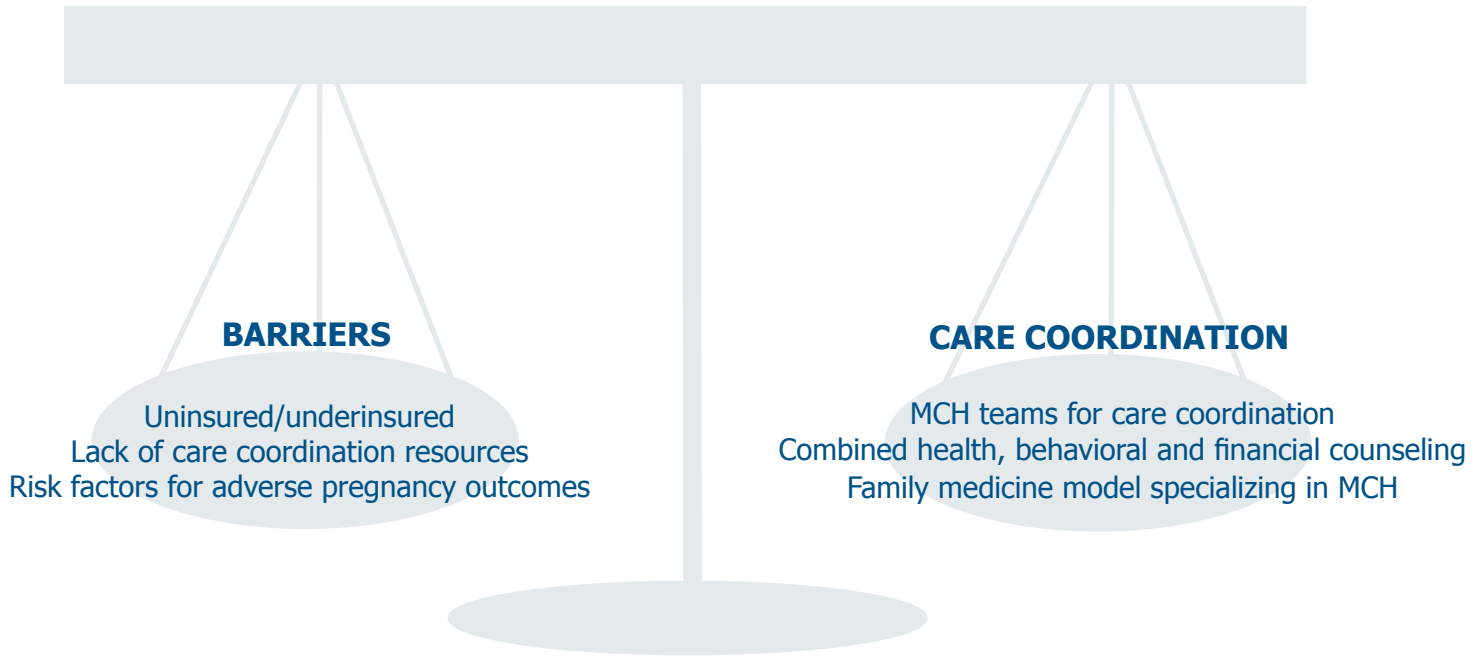 BARRIERS
Uninsured/underinsured
Lack of care coordination resources
Risk factors for adverse pregnancy outcomes
CARE COORDINATION
MCH teams for care coordination
Combined health, behavioral and financial counseling
Family medicine model specializing in MCH